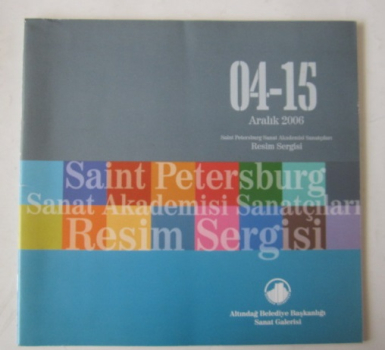 04-15
Aralık 2006
Saint Petersburg Sanat Akademisi Sanatçıları
Resim Sergisi
Saint Petersburg
Sanat Akademisi Sanatçıları
Resim Sergisi
Altındağ Belediye Başkanlığı
Sanat Galerisi